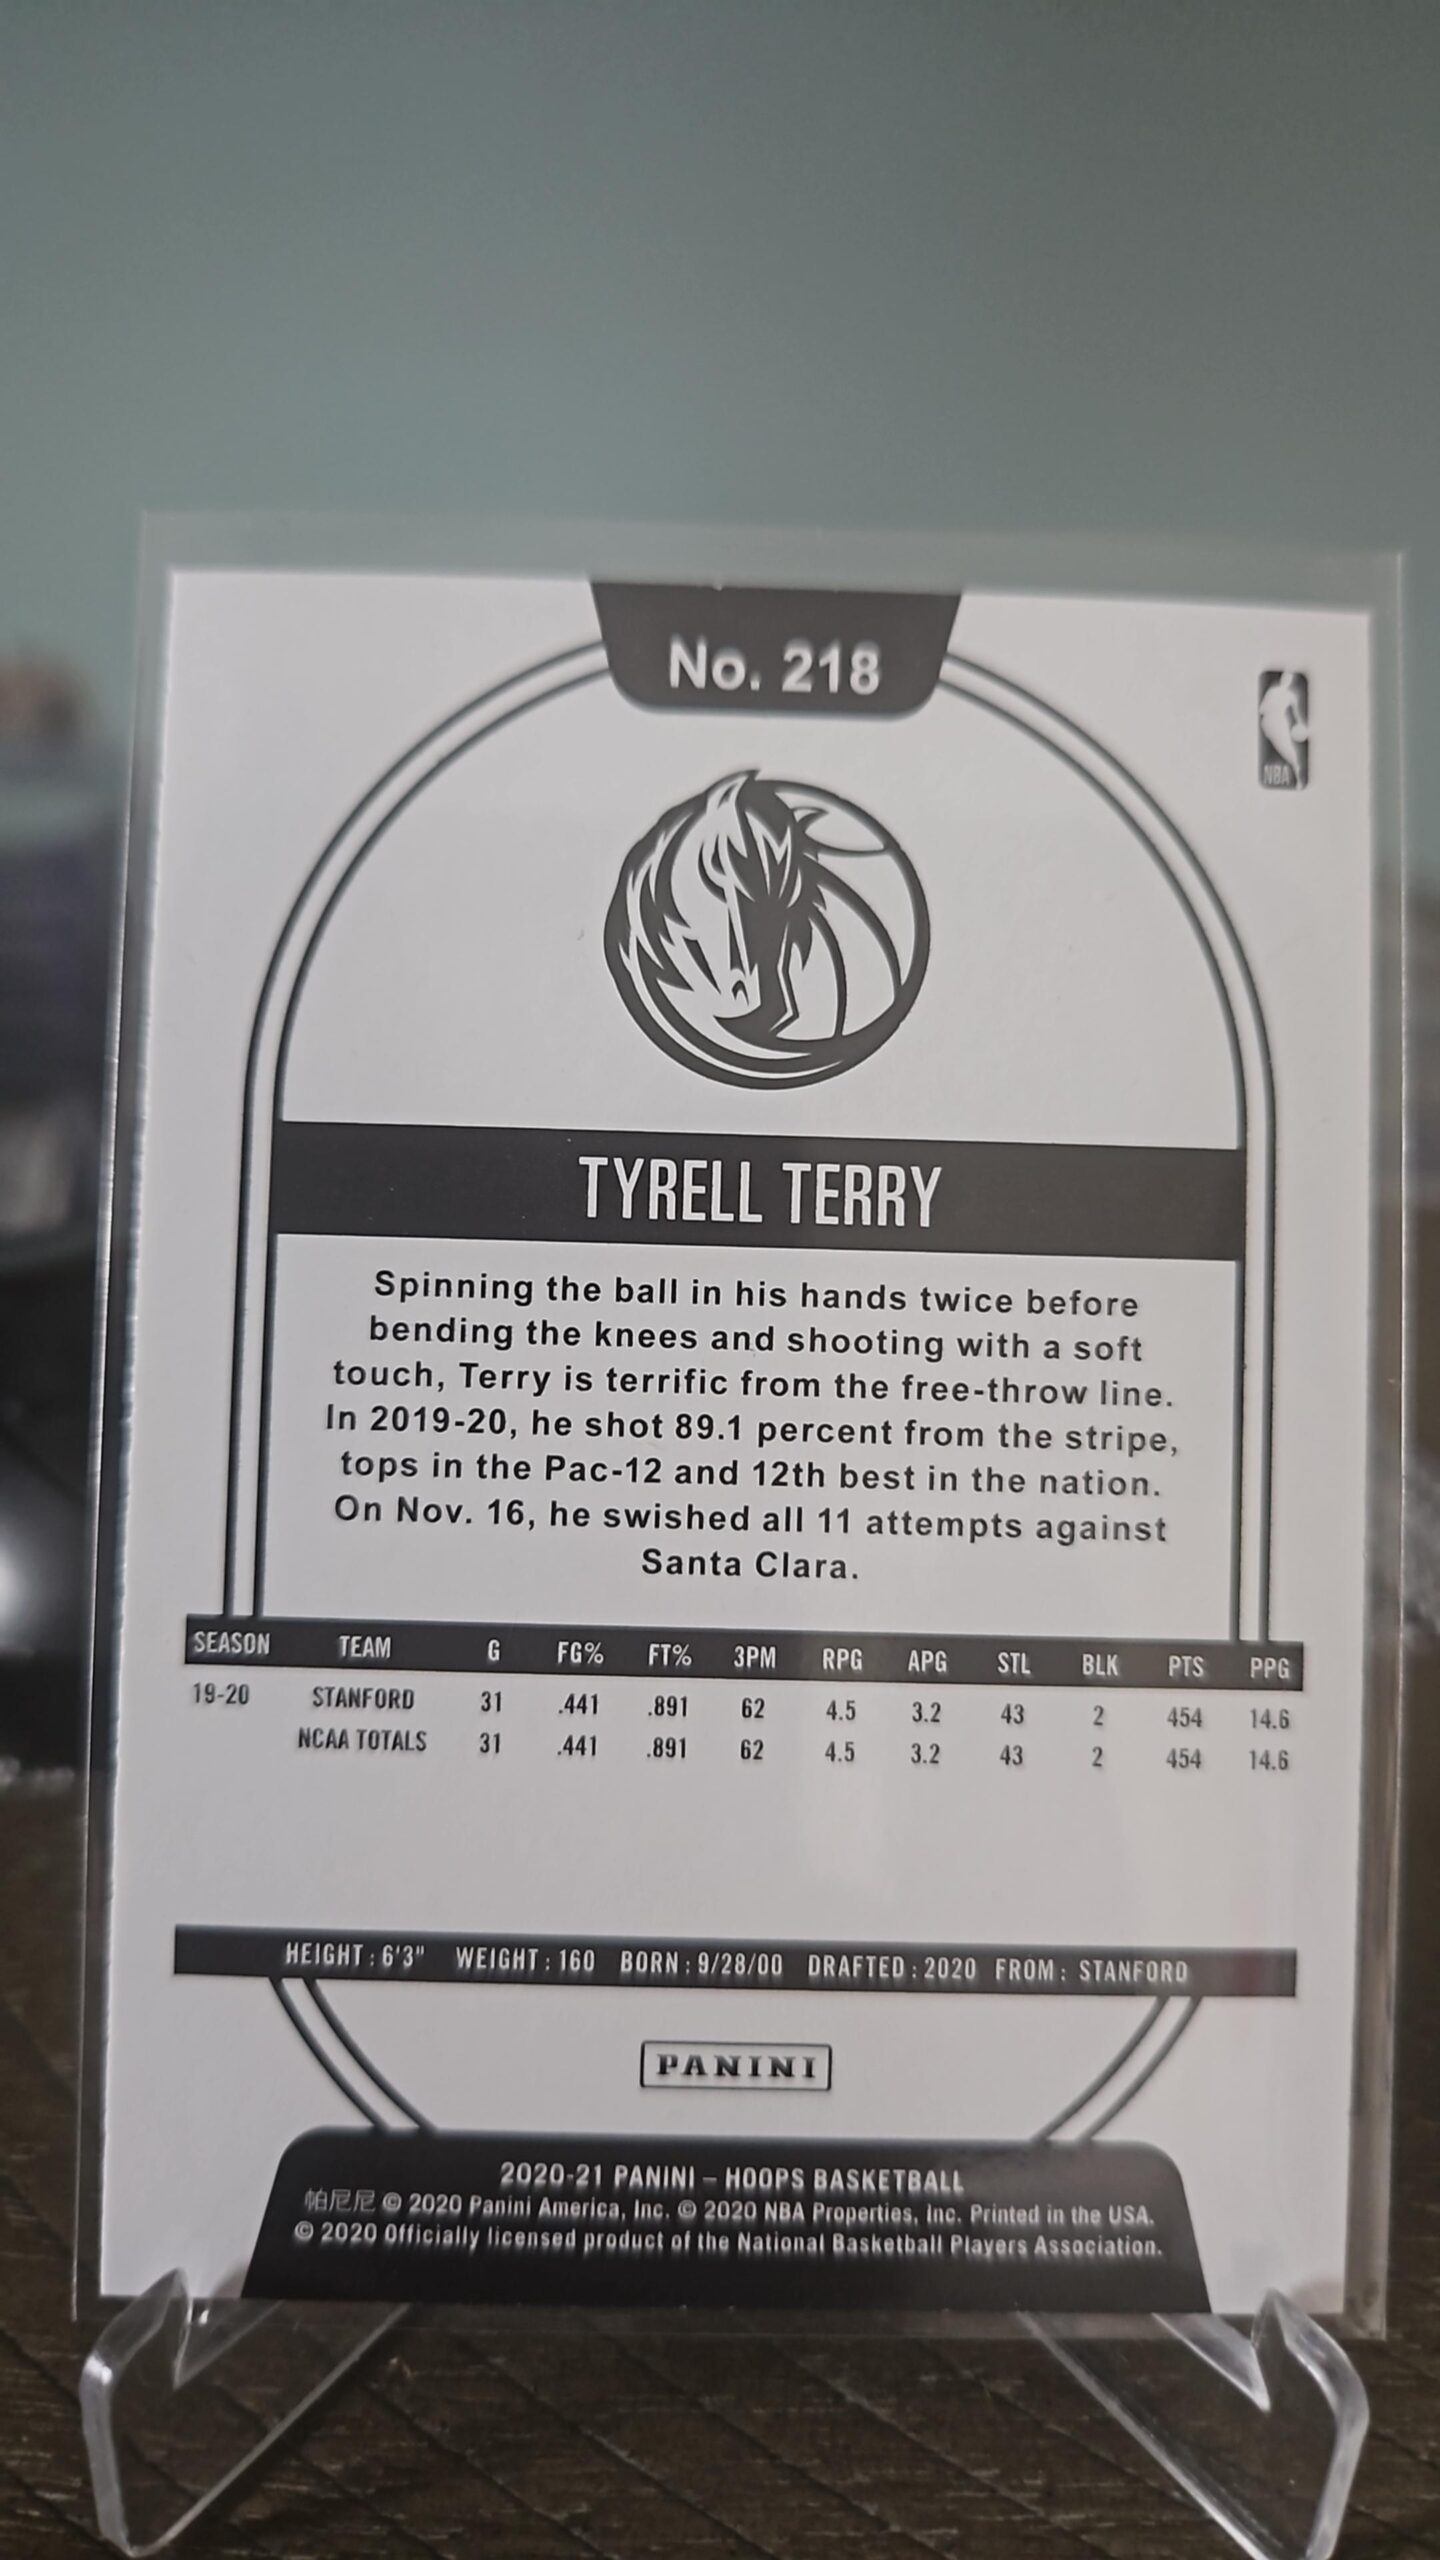 No. 218
NBA
TYRELL TERRY
Spinning the ball in his hands twice before
bending the knees and shooting with a soft
touch, Terry is terrific from the free-throw line.
In 2019-20, he shot 89.1 percent from the stripe,
tops in the Pac-12 and 12th best in the nation.
On Nov. 16, he swished all 11 attempts against
Santa Clara.
SEASON TEAM G FG% FT% 3PM RPG APG STL BLK PTS PPG
19-20 STANFORD 31 .441 .891 62 4.5 3.2 43 2 454 14.6
NCAA TOTALS 31 .441 .891 62 4.5 3.2 43 2 454 14.6
HEIGHT : 6'3" WEIGHT : 160 BORN : 9/28/00 DRAFTED : 2020 FROM : STANFORD
PANINI
2020-21 PANINI – HOOPS BASKETBALL
帕尼尼 © 2020 Panini America, Inc. © 2020 NBA Properties, Inc. Printed in the USA.
© 2020 Officially licensed product of the National Basketball Players Association.